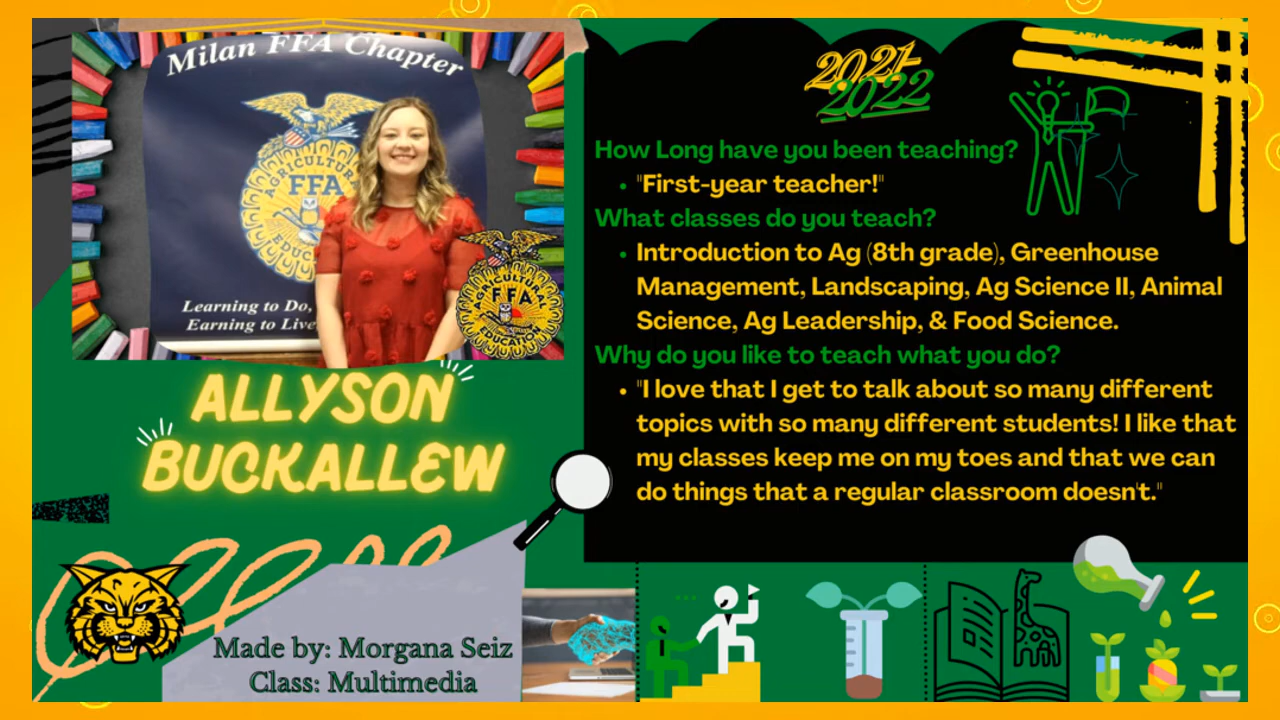 Milan FFA Chapter
AGRICULTURAL
FFA
EDUCATION
Learning to Do,
Earning to Live
AGRICULTURAL
FFA
EDUCATION
ALLYSON
BUCKALLEW
Made by: Morgana Seiz
Class: Multimedia
2021-
2022
How Long have you been teaching?
• "First-year teacher!"
What classes do you teach?
• Introduction to Ag (8th grade), Greenhouse
Management, Landscaping, Ag Science II, Animal
Science, Ag Leadership, & Food Science.
Why do you like to teach what you do?
• "I love that I get to talk about so many different
topics with so many different students! I like that
my classes keep me on my toes and that we can
do things that a regular classroom doesn't."